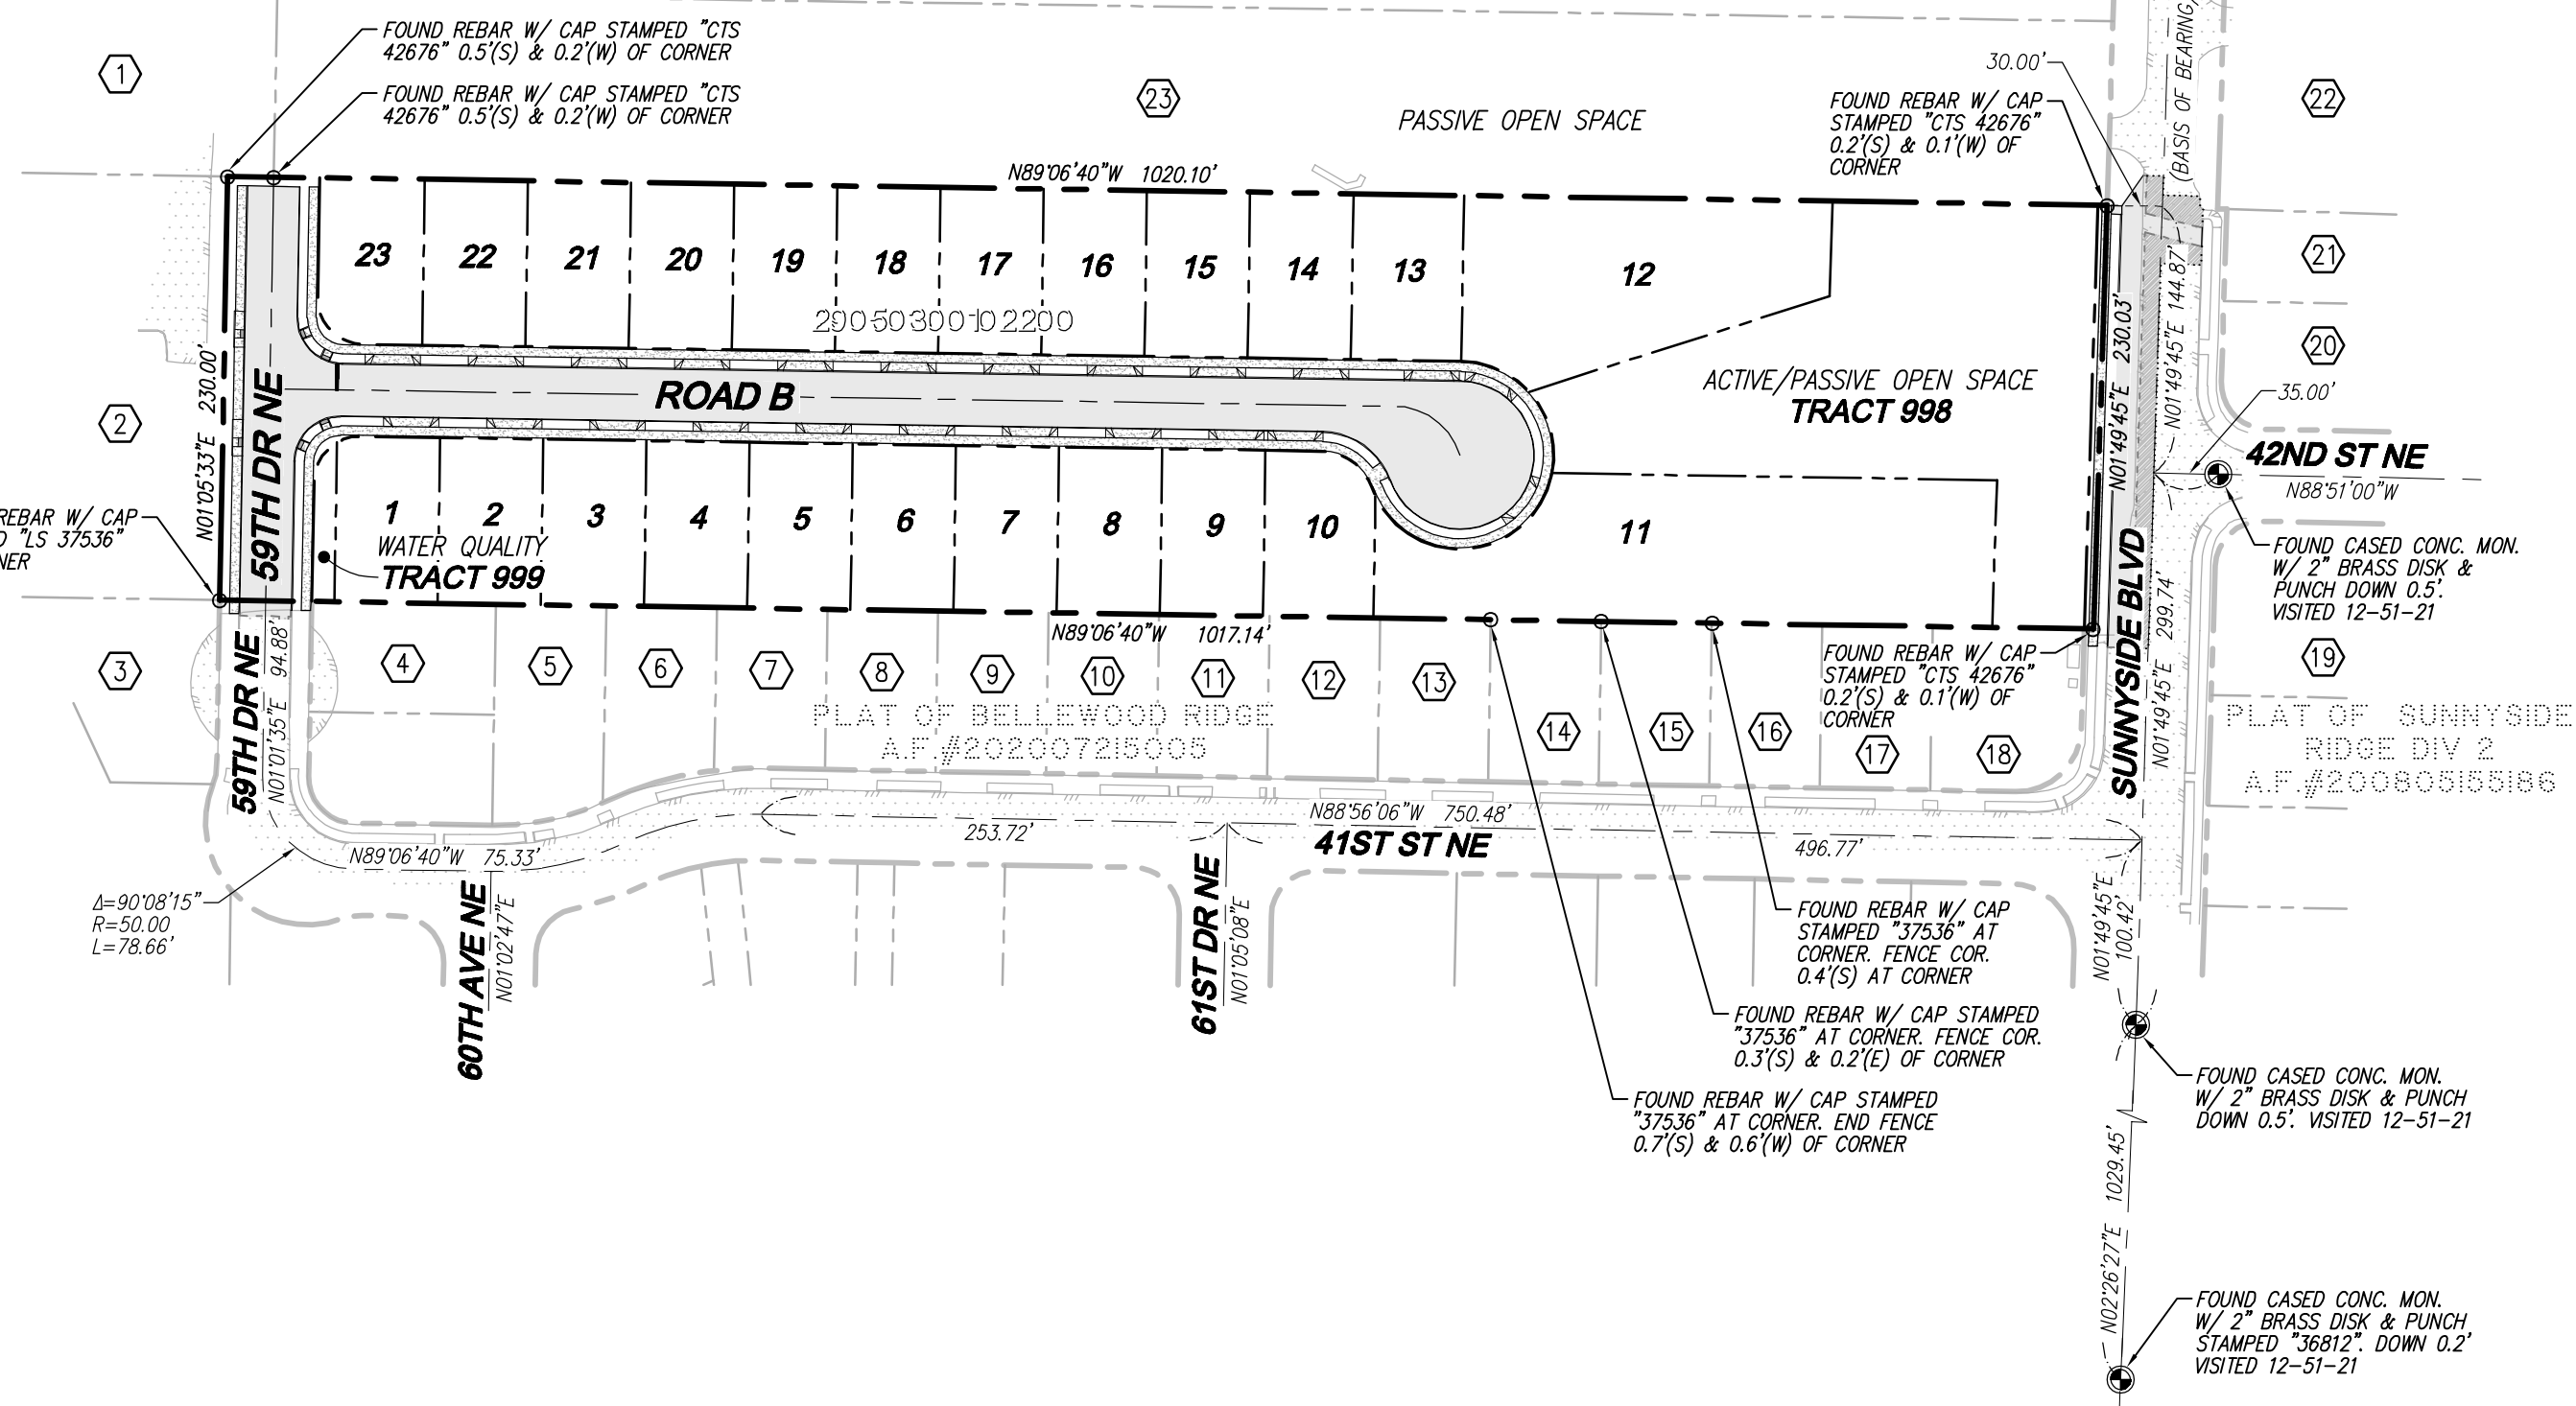 FOUND REBAR W/ CAP STAMPED "CTS
42676" 0.5'(S) & 0.2'(W) OF CORNER
FOUND REBAR W/ CAP STAMPED "CTS
42676" 0.5'(S) & 0.2'(W) OF CORNER
1
23
PASSIVE OPEN SPACE
30.00'
FOUND REBAR W/ CAP
STAMPED "CTS 42676"
0.2'(S) & 0.1'(W) OF
CORNER
(BASIS OF BEARING)
22
N89°06'40"W 1020.10'
23
22
21
20
19
18
17
16
15
14
13
12
29050300102200
21
20
N01°49'45"E 144.87'
N01°49'45"E 230.03'
35.00'
N01°05'33"E 230.00'
2
59TH DR NE
ROAD B
ACTIVE/PASSIVE OPEN SPACE
TRACT 998
42ND ST NE
N88°51'00"W
REBAR W/ CAP
"LS 37536"
1
2
3
4
5
6
7
8
9
10
11
WATER QUALITY
TRACT 999
FOUND CASED CONC. MON.
W/ 2" BRASS DISK &
PUNCH DOWN 0.5'.
VISITED 12-51-21
SUNNYSIDE BLVD
N01°49'45"E 299.74'
N89°06'40"W 1017.14'
3
59TH DR NE
N01°01'35"E 94.88'
4
5
6
7
8
9
10
11
12
13
14
15
16
17
18
19
FOUND REBAR W/ CAP
STAMPED "CTS 42676"
0.2'(S) & 0.1'(W) OF
CORNER
PLAT OF BELLEWOOD RIDGE
A.F.#202007215005
PLAT OF SUNNYSIDE
RIDGE DIV 2
A.F.#200805155186
N88°56'06"W 750.48'
253.72'
41ST ST NE
496.77'
N89°06'40"W 75.33'
Δ=90°08'15"
R=50.00
L=78.66'
60TH AVE NE
N01°02'47"E
61ST DR NE
N01°05'08"E
N01°49'45"E
100.42'
FOUND REBAR W/ CAP
STAMPED "37536" AT
CORNER. FENCE COR.
0.4'(S) AT CORNER
FOUND REBAR W/ CAP STAMPED
"37536" AT CORNER. FENCE COR.
0.3'(S) & 0.2'(E) OF CORNER
FOUND REBAR W/ CAP STAMPED
"37536" AT CORNER. END FENCE
0.7'(S) & 0.6'(W) OF CORNER
FOUND CASED CONC. MON.
W/ 2" BRASS DISK & PUNCH
DOWN 0.5'. VISITED 12-51-21
N02°26'27"E 1029.45'
FOUND CASED CONC. MON.
W/ 2" BRASS DISK & PUNCH
STAMPED "36812". DOWN 0.2'
VISITED 12-51-21